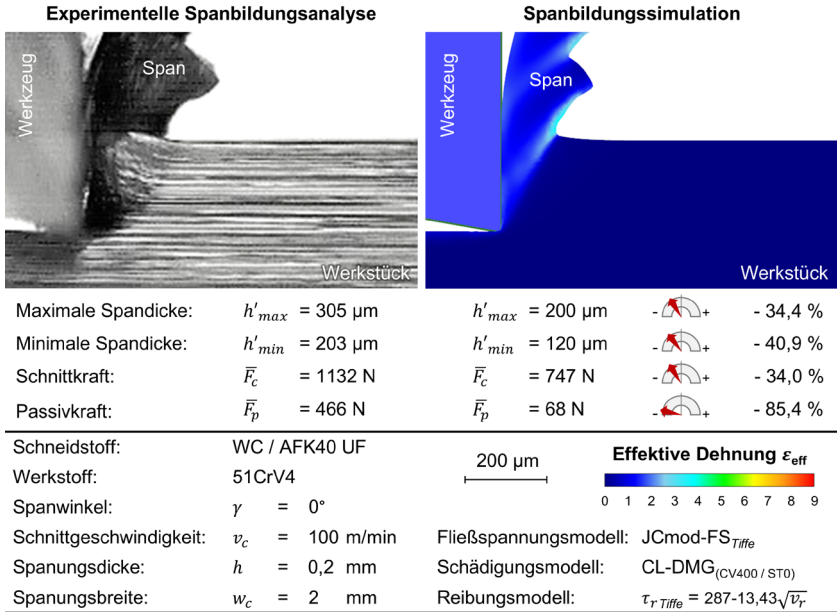 Experimentelle Spanbildungsanalyse
Spanbildungssimulation
Werkzeug
Span
Werkstück
Werkzeug
Span
Werkstück
Maximale Spandicke: h'max = 305 µm h'max = 200 µm - + - 34,4 %
Minimale Spandicke: h'min = 203 µm h'min = 120 µm - + - 40,9 %
Schnittkraft: F̅c = 1132 N F̅c = 747 N - + - 34,0 %
Passivkraft: F̅p = 466 N F̅p = 68 N - + - 85,4 %
Schneidstoff: WC / AFK40 UF
Werkstoff: 51CrV4
Spanwinkel: γ = 0°
Schnittgeschwindigkeit: vc = 100 m/min
Spanungsdicke: h = 0,2 mm
Spanungsbreite: wc = 2 mm
200 µm
Effektive Dehnung εeff
0 1 2 3 4 5 6 7 8 9
Fließspannungsmodell: JCmod-FSTiffe
Schädigungsmodell: CL-DMG(CV400 / ST0)
Reibungsmodell: τr Tiffe = 287-13,43√vr